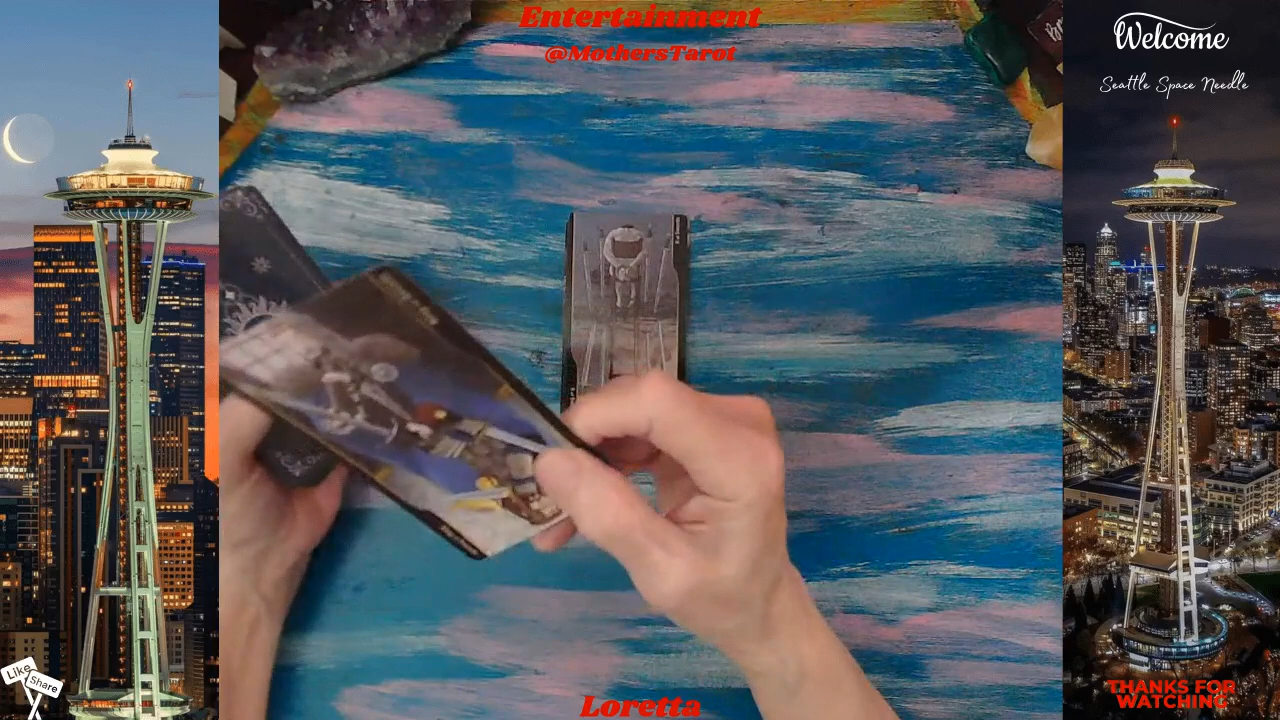 Entertainment
@MothersTarot
Welcome
Seattle Space Needle
Like
Share
Loretta
THANKS FOR
WATCHING